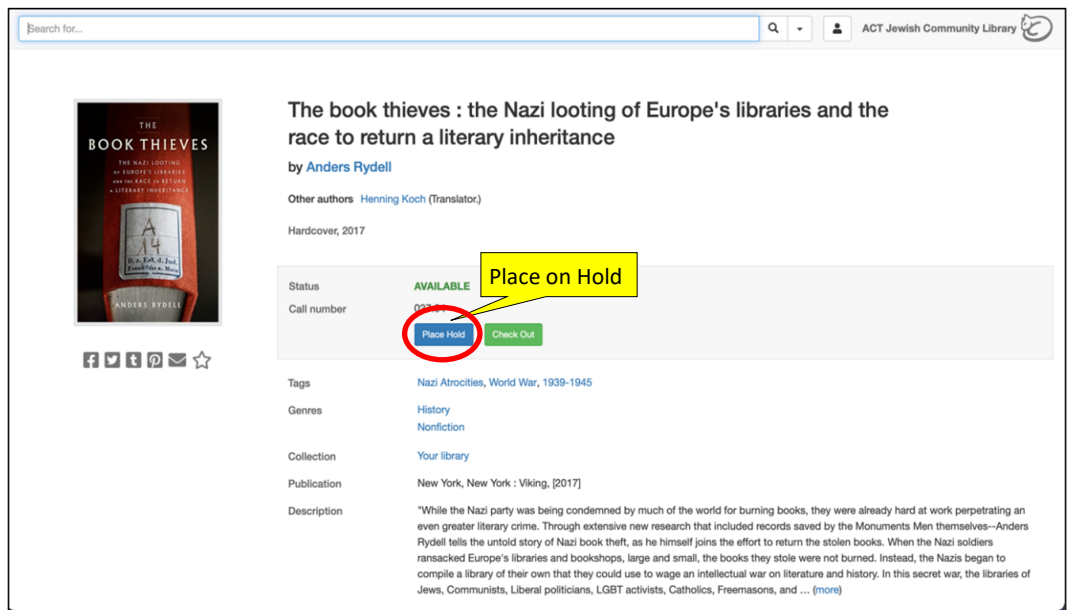 Search for...
ACT Jewish Community Library
THE
BOOK THIEVES
THE NAZI LOOTING
OF EUROPE'S LIBRARIES
AND THE RACE TO RETURN
A LITERARY INHERITANCE
A
14
ANDERS RYDELL
The book thieves : the Nazi looting of Europe's libraries and the
race to return a literary inheritance
by Anders Rydell
Other authors Henning Koch (Translator.)
Hardcover, 2017
Place on Hold
Status AVAILABLE
Call number
Place Hold Check Out
Tags Nazi Atrocities, World War, 1939-1945
Genres History
Nonfiction
Collection Your library
Publication New York, New York : Viking, [2017]
Description "While the Nazi party was being condemned by much of the world for burning books, they were already hard at work perpetrating an
even greater literary crime. Through extensive new research that included records saved by the Monuments Men themselves--Anders
Rydell tells the untold story of Nazi book theft, as he himself joins the effort to return the stolen books. When the Nazi soldiers
ransacked Europe's libraries and bookshops, large and small, the books they stole were not burned. Instead, the Nazis began to
compile a library of their own that they could use to wage an intellectual war on literature and history. In this secret war, the libraries of
Jews, Communists, Liberal politicians, LGBT activists, Catholics, Freemasons, and … (more)